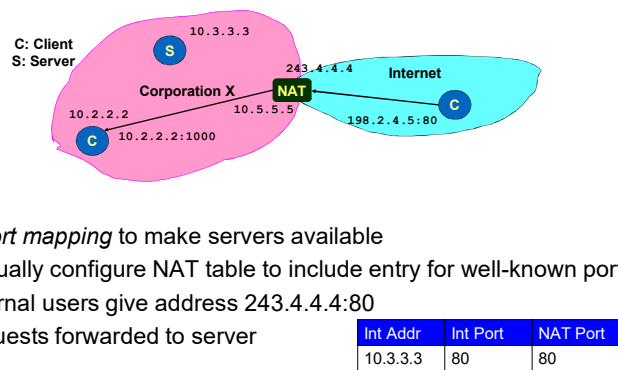 10.3.3.3
C: Client
S: Server
S
243.4.4.4
Internet
Corporation X
NAT
C
10.2.2.2
10.5.5.5
198.2.4.5:80
C
10.2.2.2:1000
ort mapping to make servers available
ually configure NAT table to include entry for well-known port
rnal users give address 243.4.4.4:80
uests forwarded to server
Int Addr Int Port NAT Port
10.3.3.3 80 80